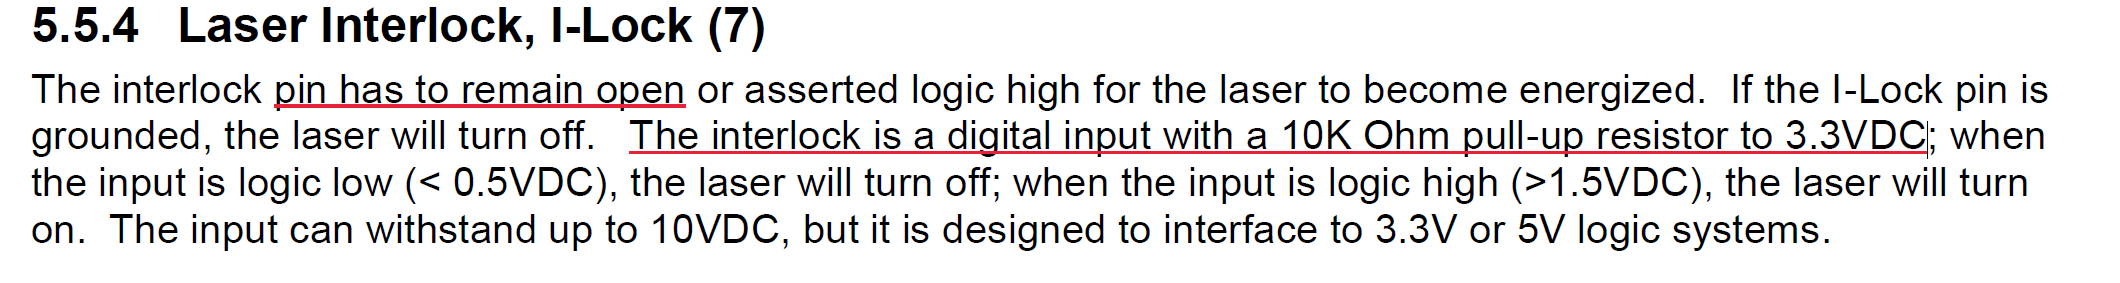 5.5.4 Laser Interlock, I-Lock (7)
The interlock pin has to remain open or asserted logic high for the laser to become energized.  If the I-Lock pin is
grounded, the laser will turn off.  The interlock is a digital input with a 10K Ohm pull-up resistor to 3.3VDC; when
the input is logic low (< 0.5VDC), the laser will turn off; when the input is logic high (>1.5VDC), the laser will turn
on.  The input can withstand up to 10VDC, but it is designed to interface to 3.3V or 5V logic systems.